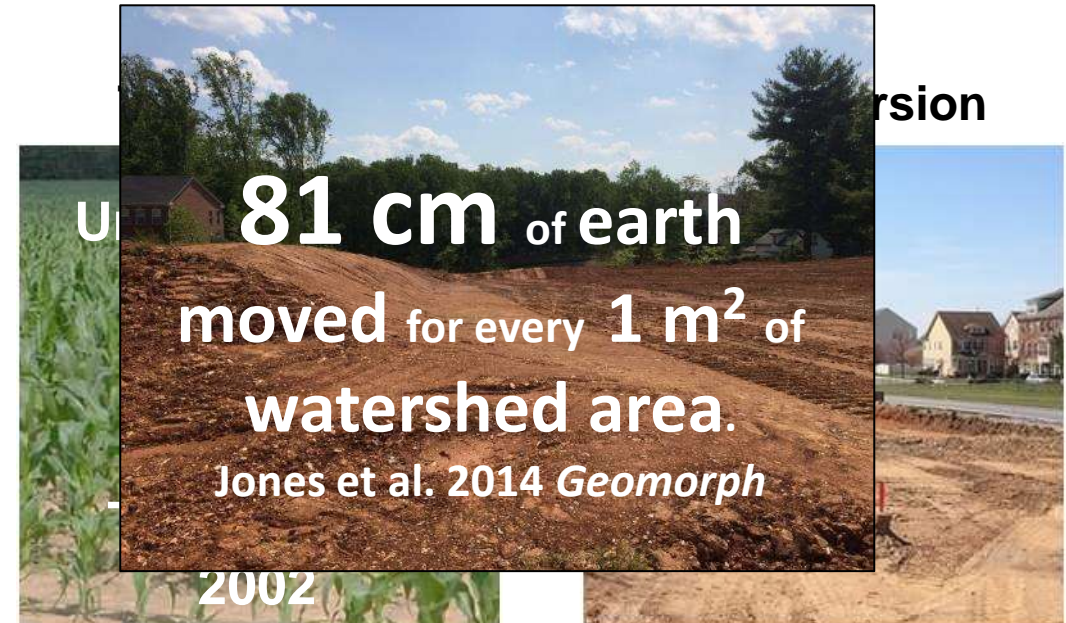 rsion
81 cm of earth
moved for every 1 m² of
watershed area.
Jones et al. 2014 Geomorph
2002